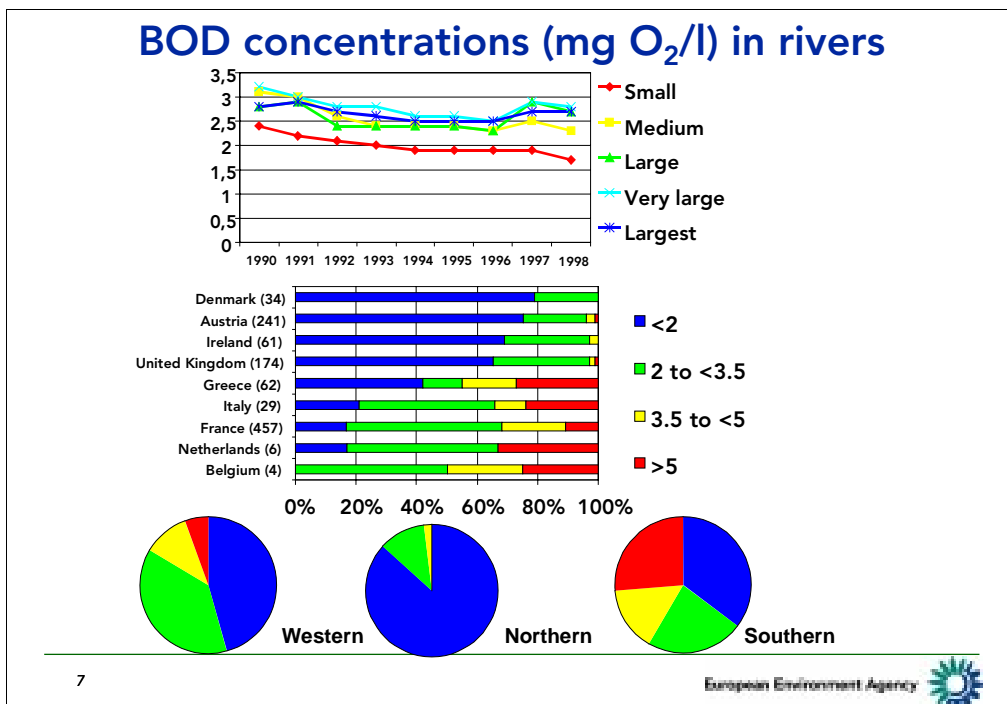 BOD concentrations (mg O₂/l) in rivers
3,5
3
2,5
2
1,5
1
0,5
0
1990 1991 1992 1993 1994 1995 1996 1997 1998
Small
Medium
Large
Very large
Largest
Denmark (34)
Austria (241)
Ireland (61)
United Kingdom (174)
Greece (62)
Italy (29)
France (457)
Netherlands (6)
Belgium (4)
0% 20% 40% 60% 80% 100%
<2
2 to <3.5
3.5 to <5
>5
Western
Northern
Southern
7
European Environment Agency